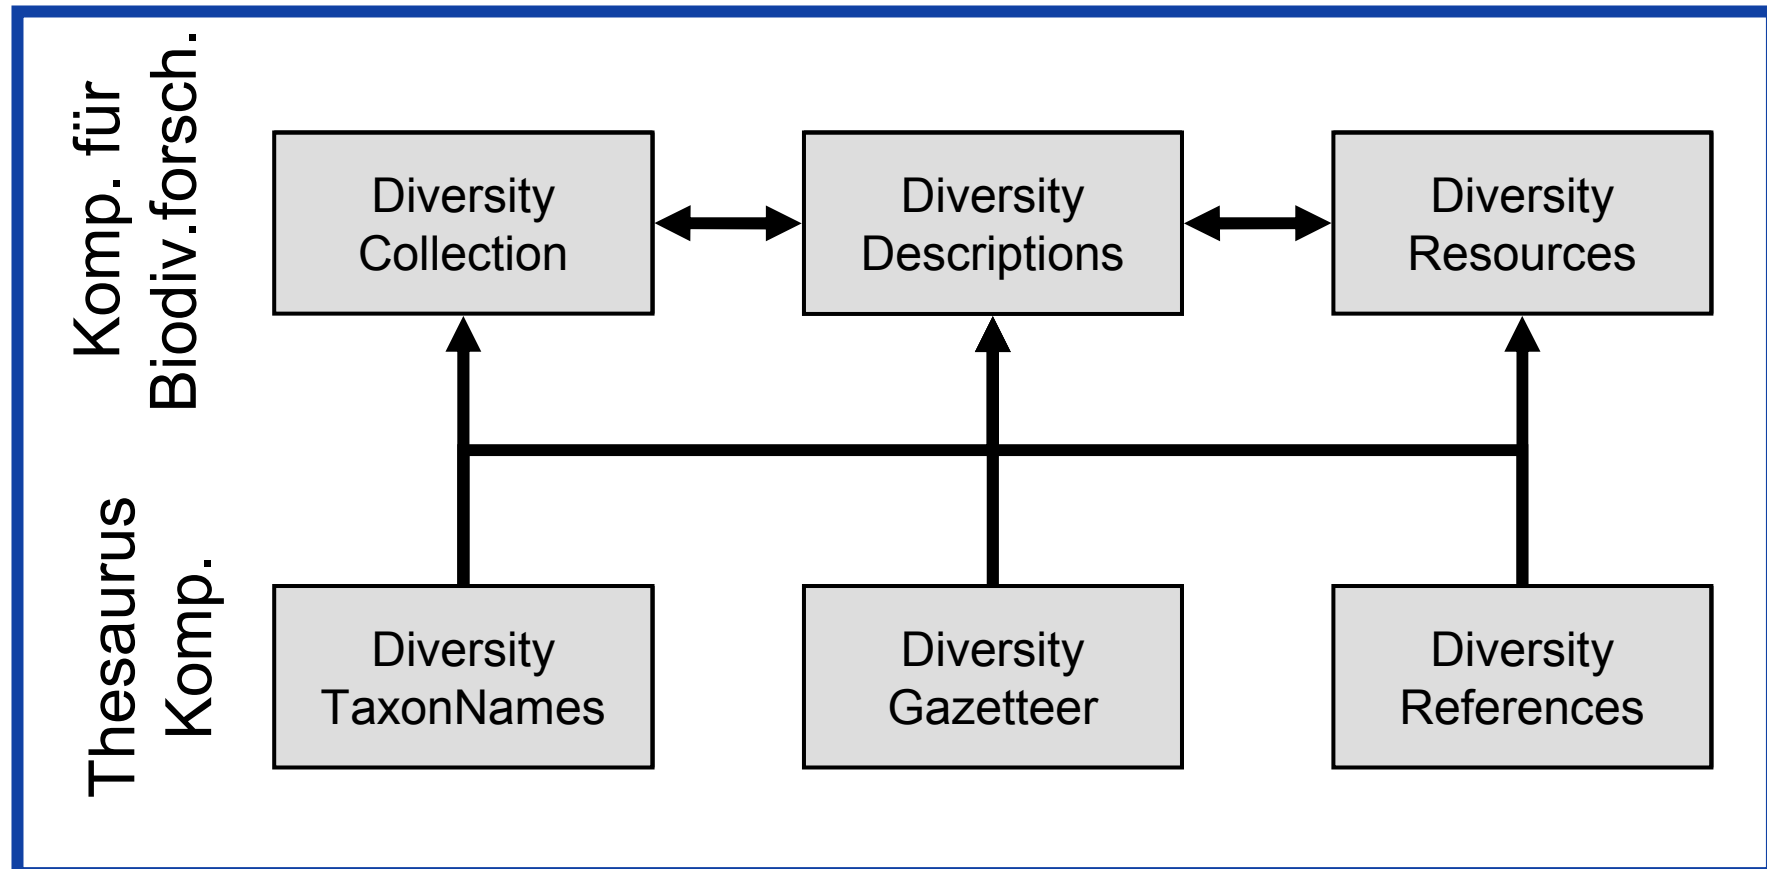 Komp. für
Biodiv.forsch.
Diversity
Collection
Diversity
Descriptions
Diversity
Resources
Thesaurus
Komp.
Diversity
TaxonNames
Diversity
Gazetteer
Diversity
References